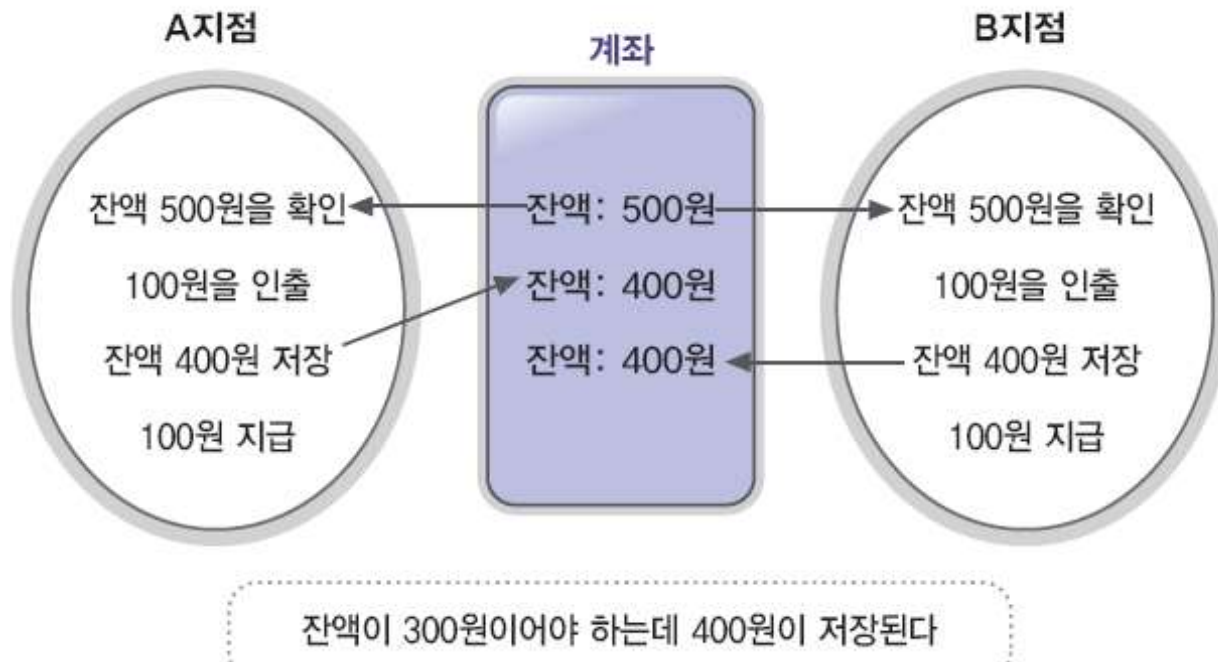 A지점
계좌
B지점
잔액 500원을 확인
잔액: 500원
잔액 500원을 확인
100원을 인출
잔액: 400원
100원을 인출
잔액 400원 저장
잔액: 400원
잔액 400원 저장
100원 지급
100원 지급
잔액이 300원이어야 하는데 400원이 저장된다